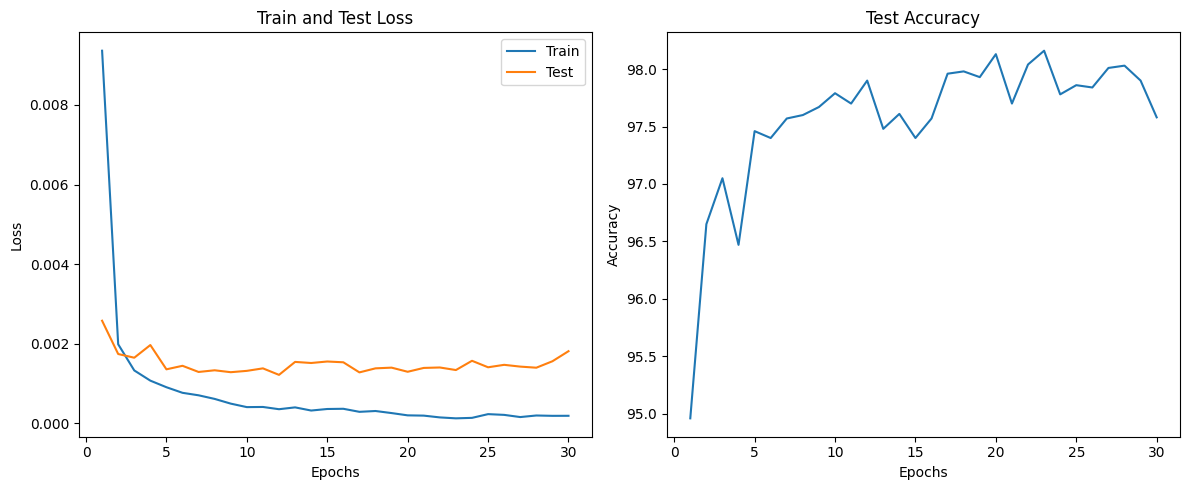 Train and Test Loss
Train
Test
0.008
0.006
0.004
0.002
0.000
Loss
0 5 10 15 20 25 30
Epochs
Test Accuracy
98.0
97.5
97.0
96.5
96.0
95.5
95.0
Accuracy
0 5 10 15 20 25 30
Epochs